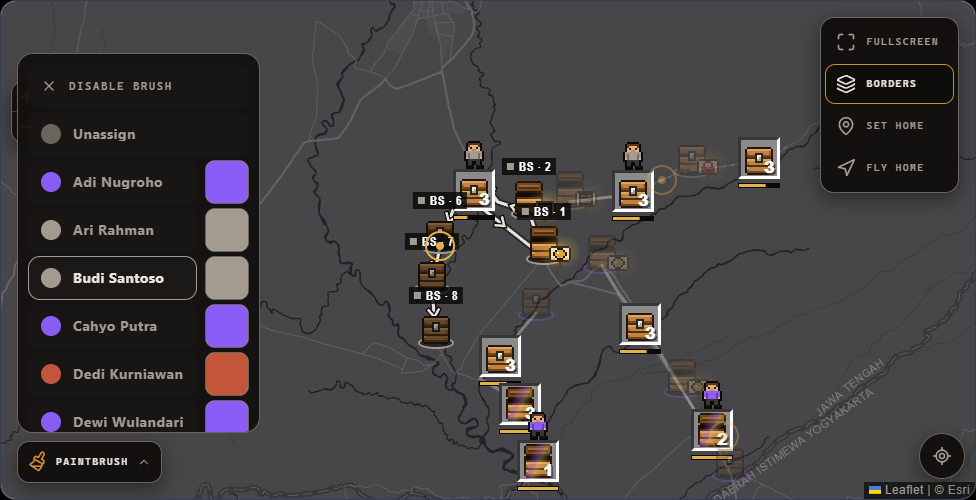 DISABLE BRUSH
Unassign
Adi Nugroho
Ari Rahman
Budi Santoso
Cahyo Putra
Dedi Kurniawan
Dewi Wulandari
PAINTBRUSH
FULLSCREEN
BORDERS
SET HOME
FLY HOME
BS - 2
3
3
3
BS - 6
BS - 1
BS - 7
BS - 8
3
3
3
2
1
JAWA TENGAH
DAERAH ISTIMEWA YOGYAKARTA
Leaflet | © Esri